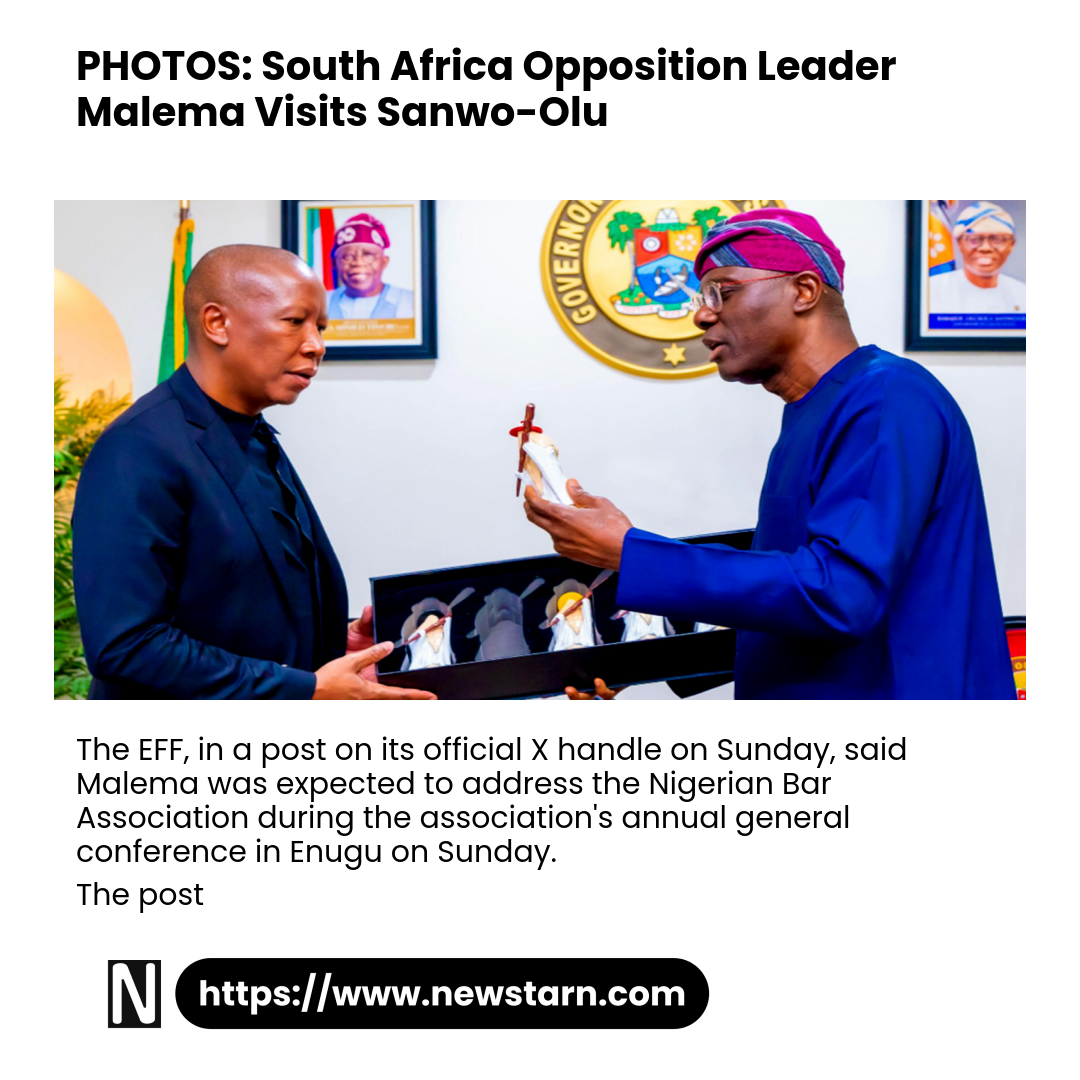 PHOTOS: South Africa Opposition Leader
Malema Visits Sanwo-Olu
GOVERNOR
The EFF, in a post on its official X handle on Sunday, said
Malema was expected to address the Nigerian Bar
Association during the association's annual general
conference in Enugu on Sunday.
The post
N
https://www.newstarn.com